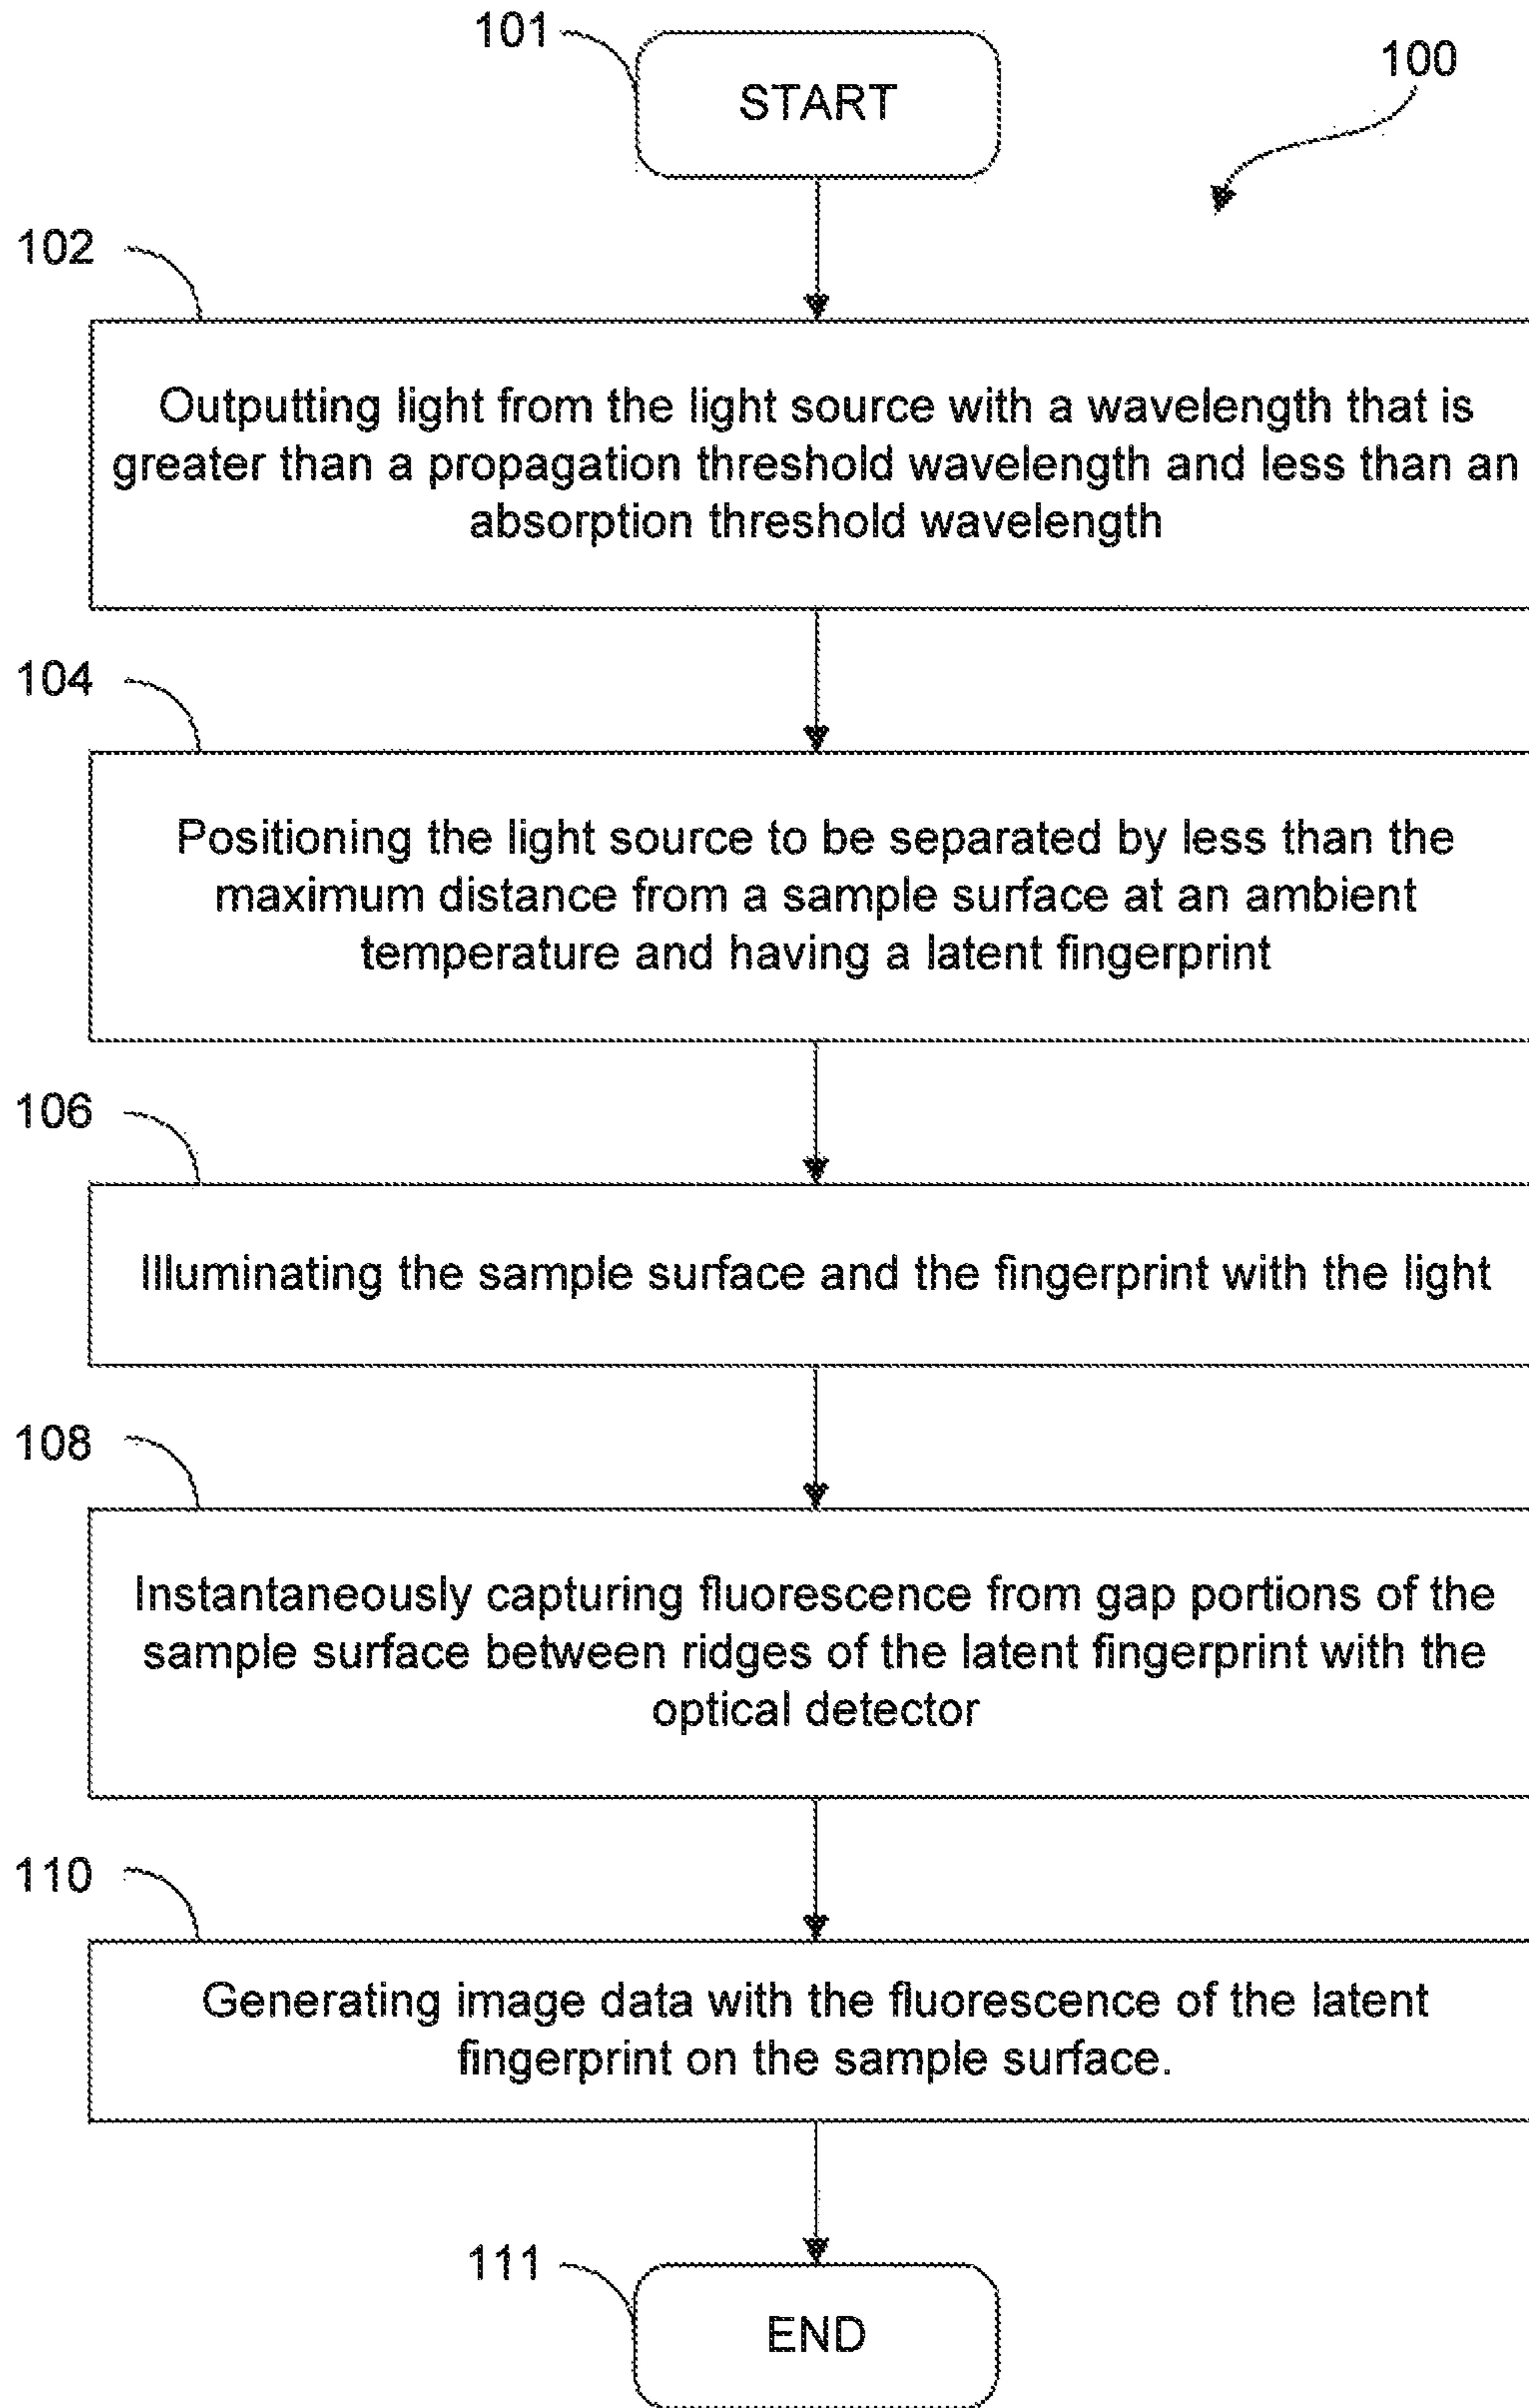 101
START
100
102
Outputting light from the light source with a wavelength that is
greater than a propagation threshold wavelength and less than an
absorption threshold wavelength
104
Positioning the light source to be separated by less than the
maximum distance from a sample surface at an ambient
temperature and having a latent fingerprint
106
Illuminating the sample surface and the fingerprint with the light
108
Instantaneously capturing fluorescence from gap portions of the
sample surface between ridges of the latent fingerprint with the
optical detector
110
Generating image data with the fluorescence of the latent
fingerprint on the sample surface.
111
END